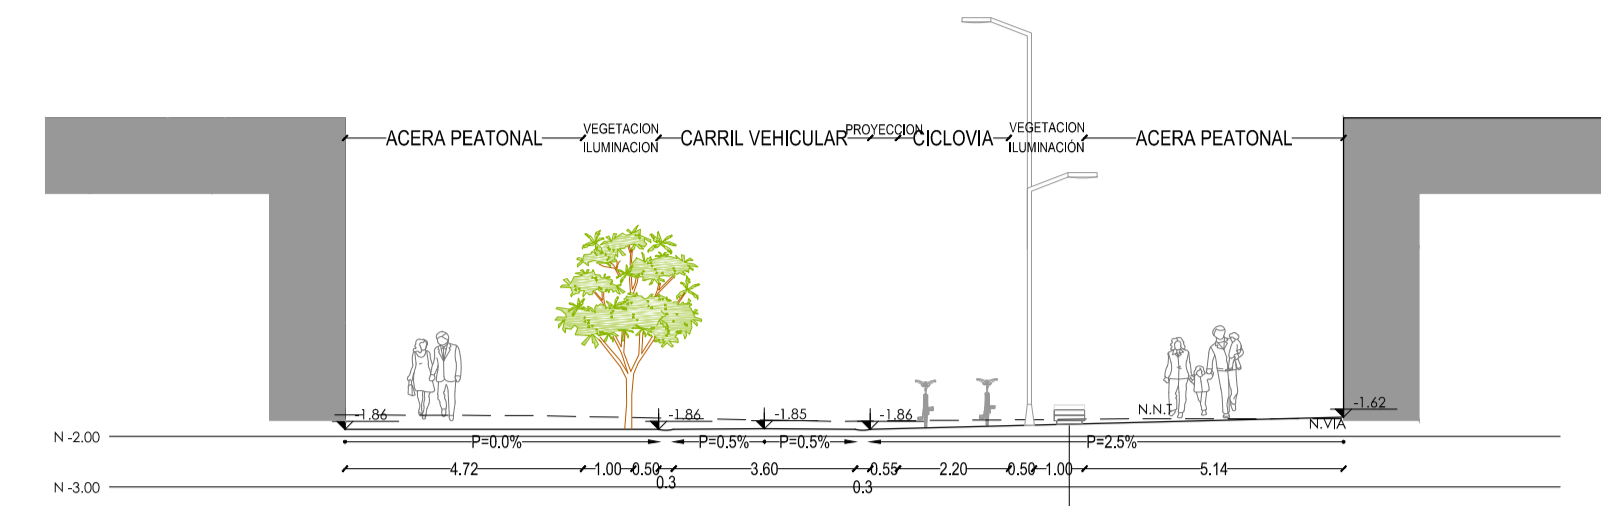 ACERA PEATONAL
VEGETACION
ILUMINACION
CARRIL VEHICULAR
PROYECCION
CICLOVIA
VEGETACION
ILUMINACIÓN
ACERA PEATONAL
-1.86
-1.86
-1.85
-1.86
N.N.T.
-1.62
N.VIA
N -2.00
P=0.0%
P=0.5%
P=0.5%
P=2.5%
4.72
1.00
0.50
0.3
3.60
0.3
0.55
2.20
0.50
1.00
5.14
N -3.00